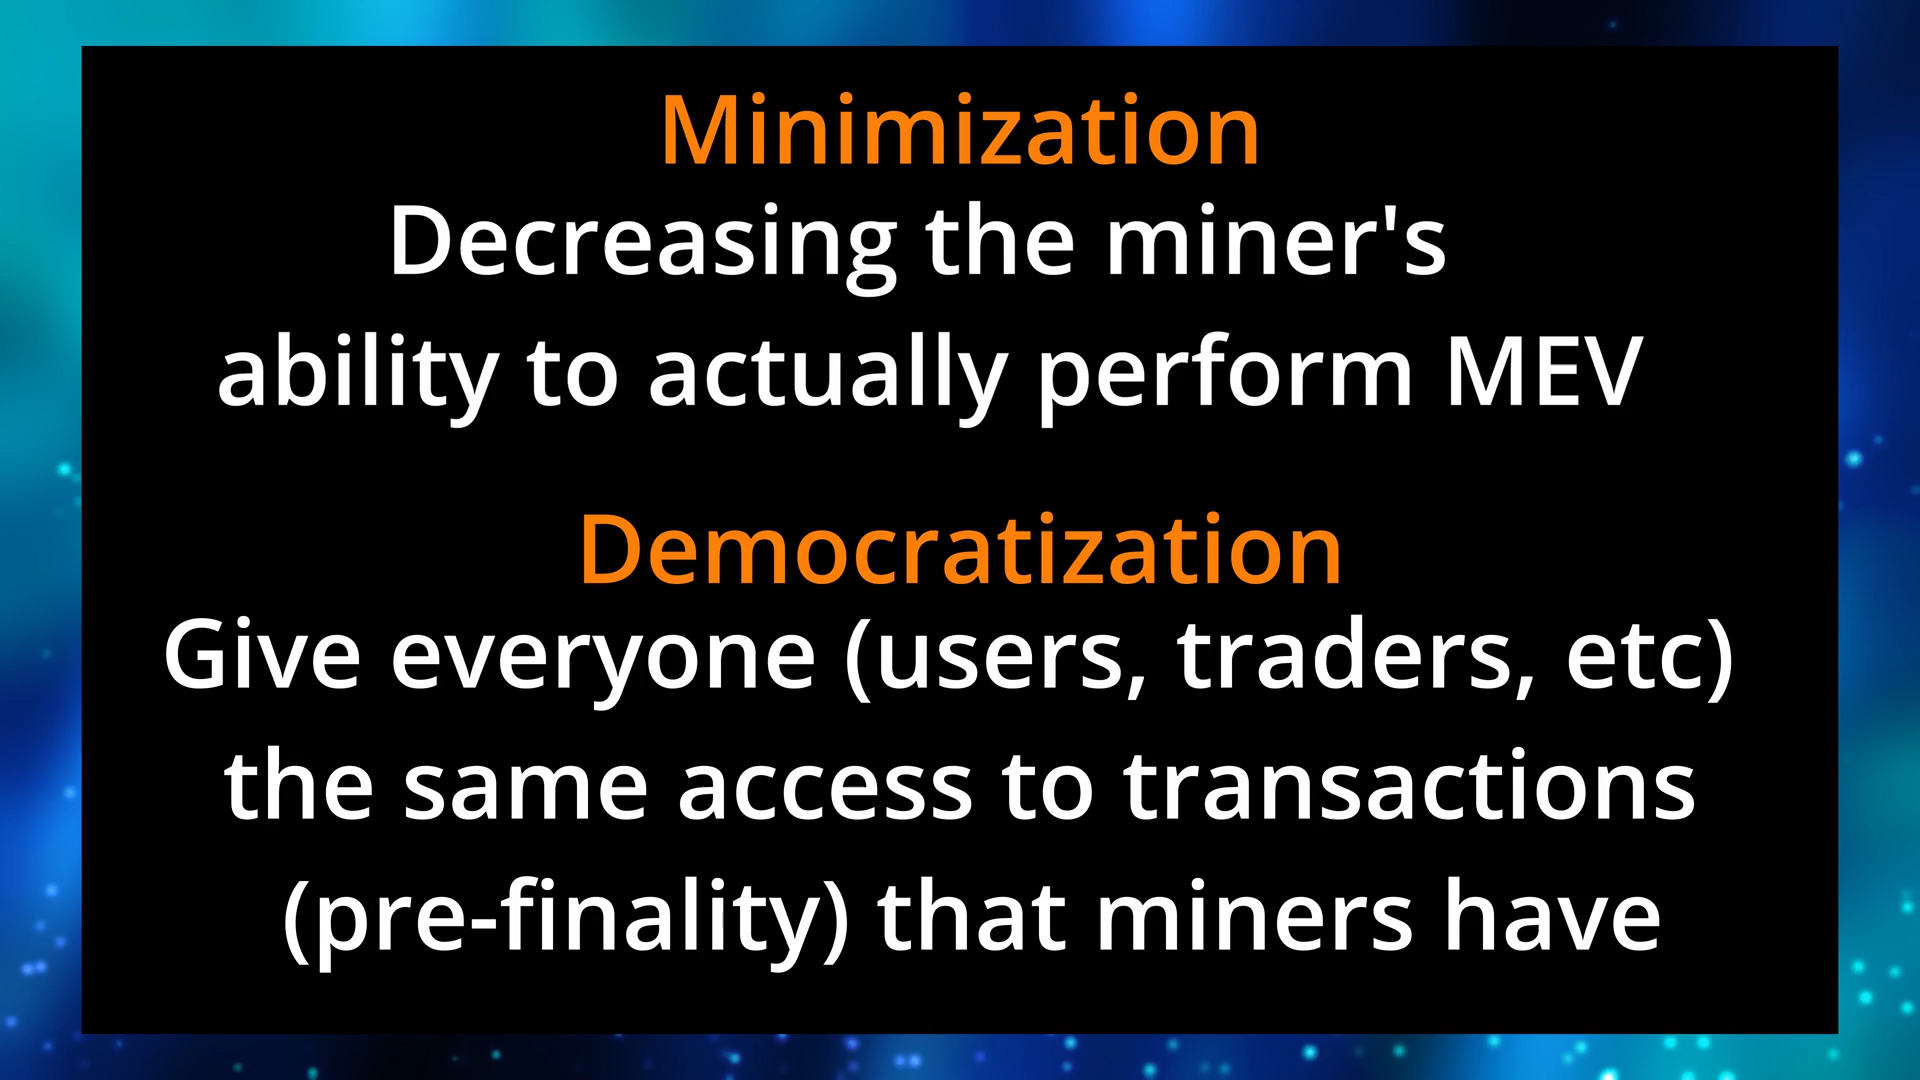 Minimization
Decreasing the miner's
ability to actually perform MEV
Democratization
Give everyone (users, traders, etc)
the same access to transactions
(pre-finality) that miners have